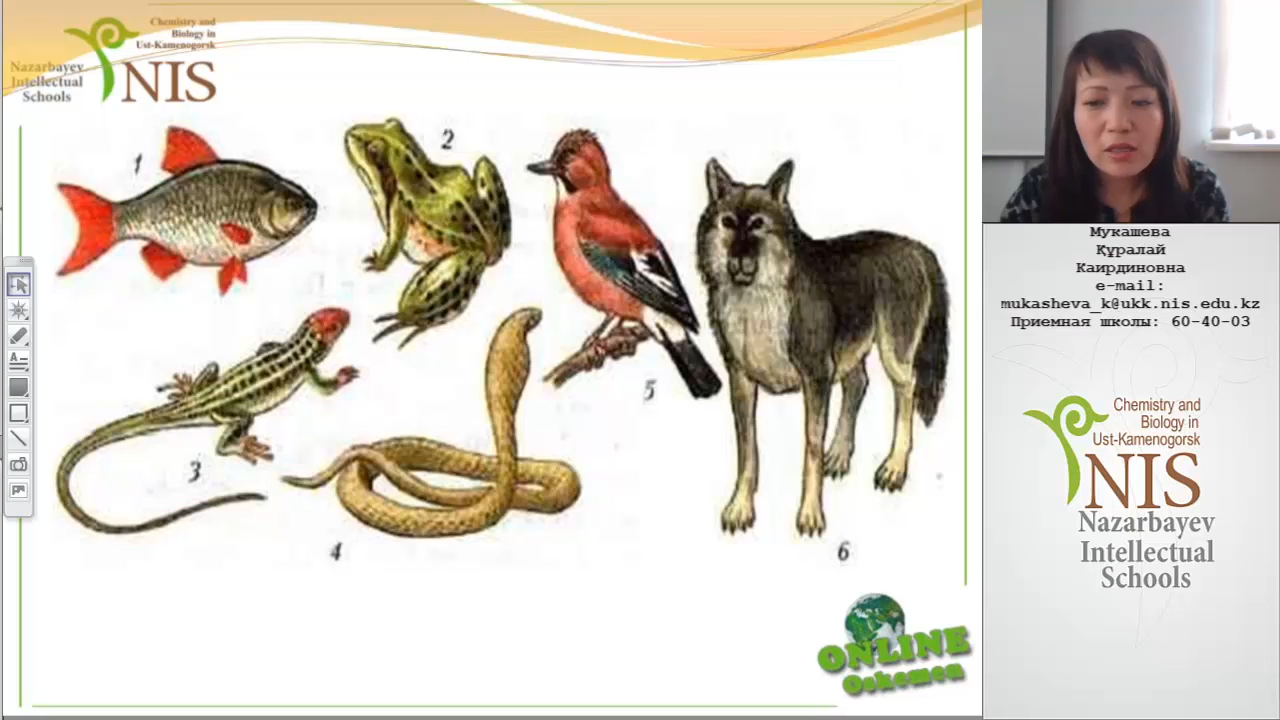 Chemistry and
Biology in
Ust-Kamenogorsk
Nazarbayev
Intellectual
Schools
NIS
1
2
3
4
5
6
ONLINE
Oskemen
Мукашева
Құралай
Каирдиновна
e-mail:
mukasheva_k@ukk.nis.edu.kz
Приемная школы: 60-40-03
Chemistry and
Biology in
Ust-Kamenogorsk
NIS
Nazarbayev
Intellectual
Schools